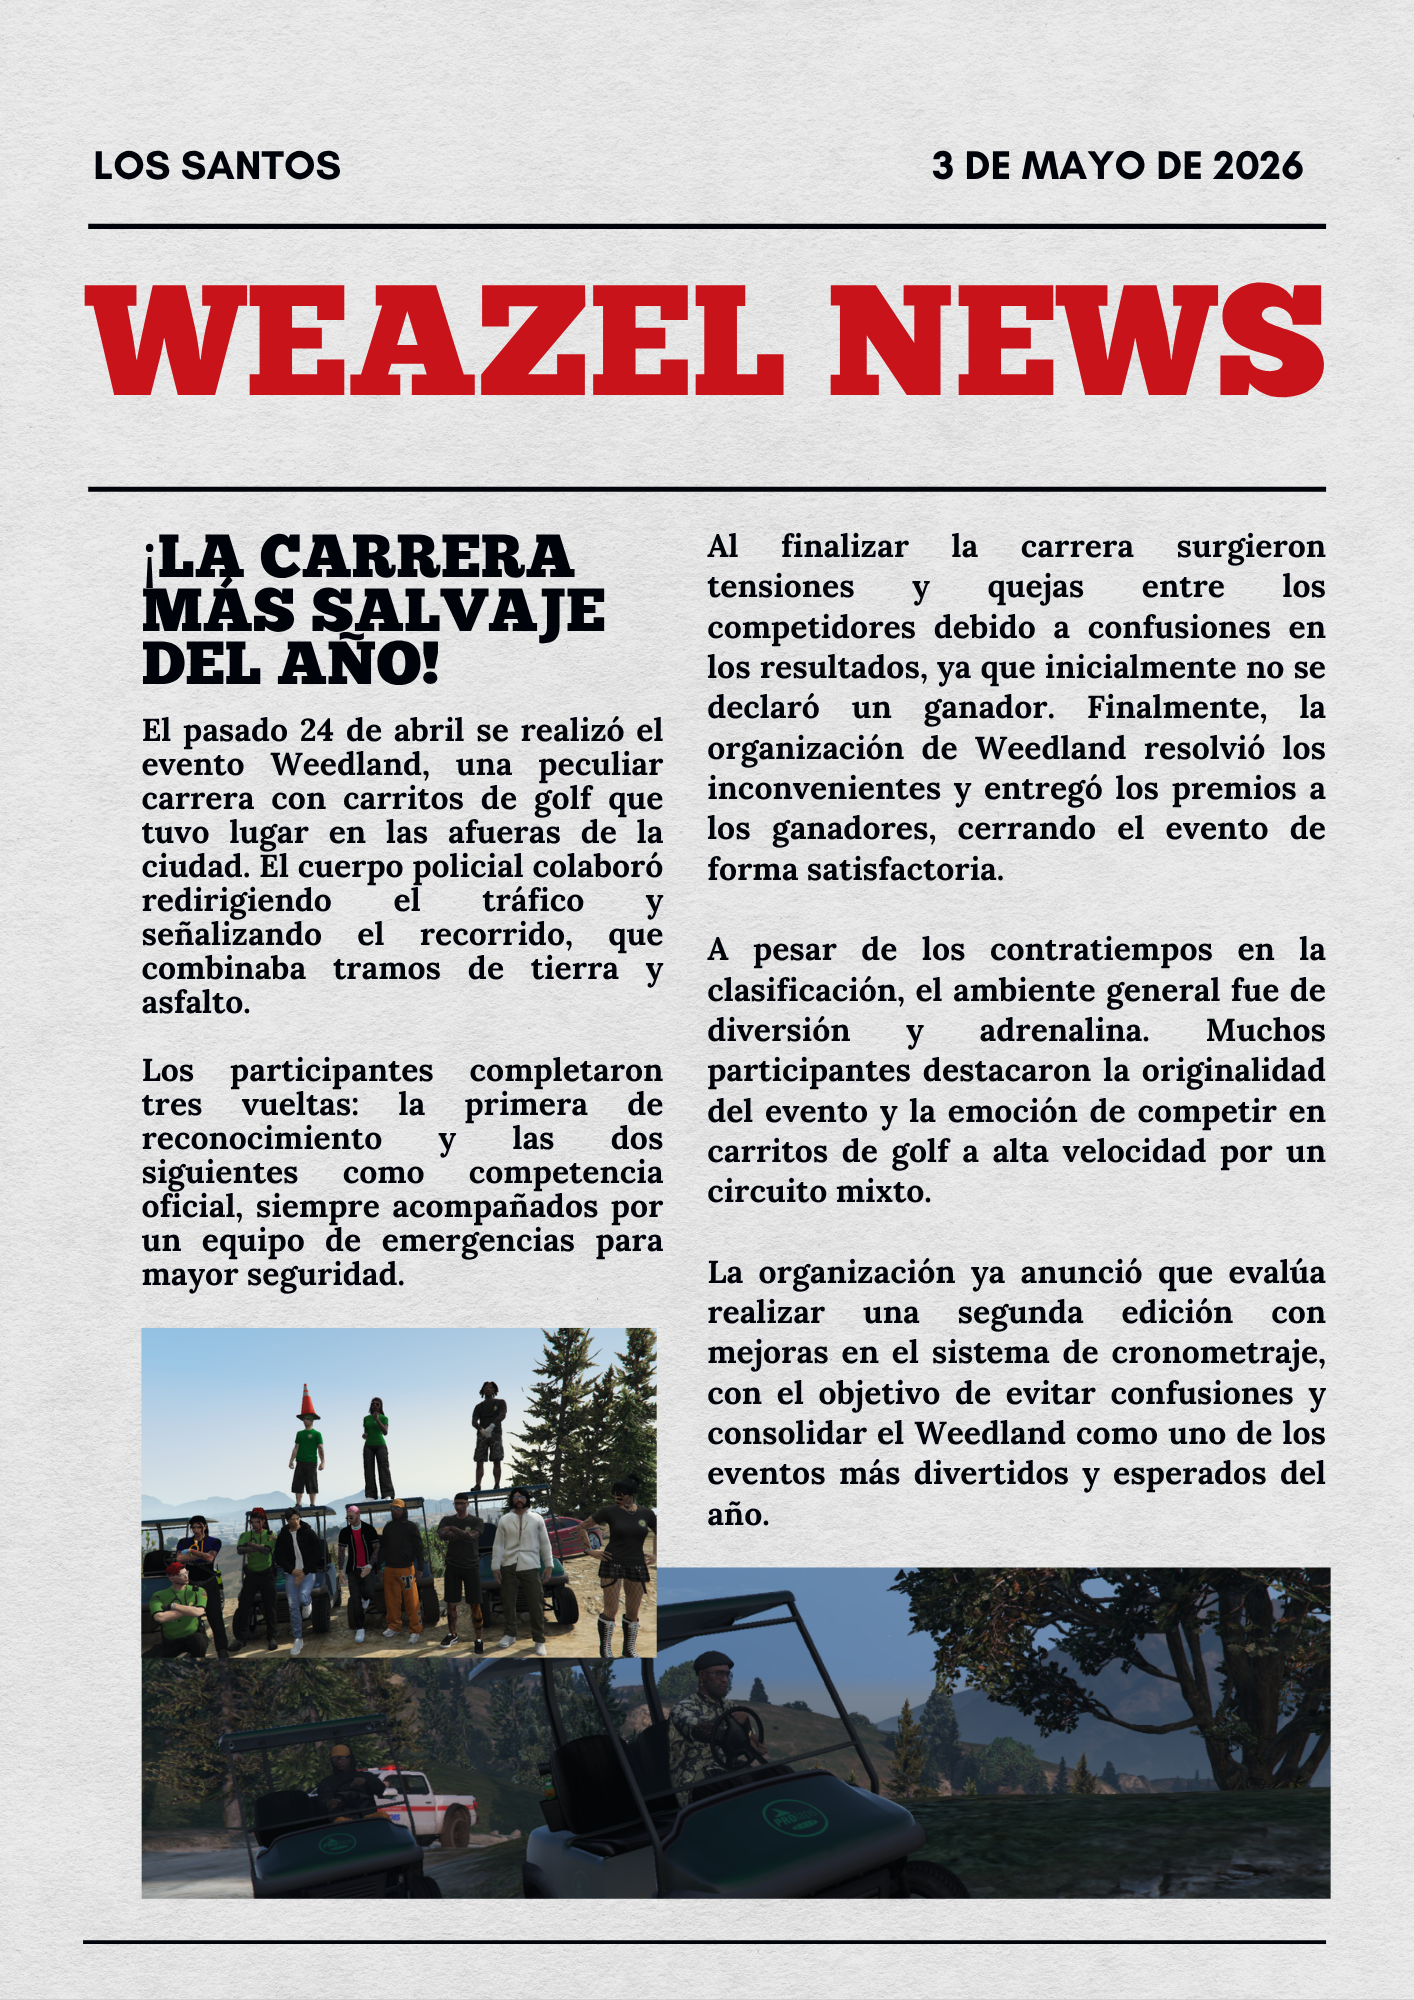 LOS SANTOS
3 DE MAYO DE 2026
WEAZEL NEWS
¡LA CARRERA
MÁS SALVAJE
DEL AÑO!
El pasado 24 de abril se realizó el
evento Weedland, una peculiar
carrera con carritos de golf que
tuvo lugar en las afueras de la
ciudad. El cuerpo policial colaboró
redirigiendo el tráfico y
señalizando el recorrido, que
combinaba tramos de tierra y
asfalto.
Los participantes completaron
tres vueltas: la primera de
reconocimiento y las dos
siguientes como competencia
oficial, siempre acompañados por
un equipo de emergencias para
mayor seguridad.
Al finalizar la carrera surgieron
tensiones y quejas entre los
competidores debido a confusiones en
los resultados, ya que inicialmente no se
declaró un ganador. Finalmente, la
organización de Weedland resolvió los
inconvenientes y entregó los premios a
los ganadores, cerrando el evento de
forma satisfactoria.
A pesar de los contratiempos en la
clasificación, el ambiente general fue de
diversión y adrenalina. Muchos
participantes destacaron la originalidad
del evento y la emoción de competir en
carritos de golf a alta velocidad por un
circuito mixto.
La organización ya anunció que evalúa
realizar una segunda edición con
mejoras en el sistema de cronometraje,
con el objetivo de evitar confusiones y
consolidar el Weedland como uno de los
eventos más divertidos y esperados del
año.